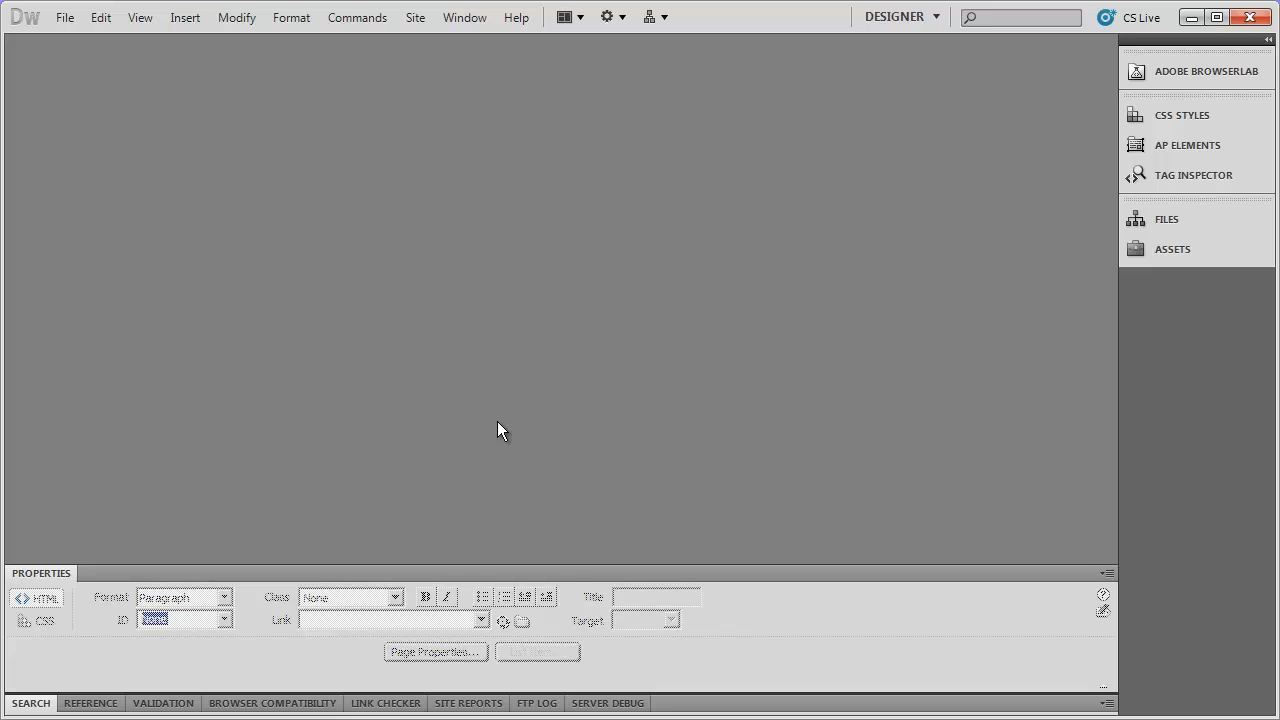 Dw File Edit View Insert Modify Format Commands Site Window Help DESIGNER CS Live
ADOBE BROWSERLAB
CSS STYLES
AP ELEMENTS
TAG INSPECTOR
FILES
ASSETS
PROPERTIES
<> HTML Format Paragraph Class None B I Title
CSS ID Link Target
Page Properties... List Item...
SEARCH REFERENCE VALIDATION BROWSER COMPATIBILITY LINK CHECKER SITE REPORTS FTP LOG SERVER DEBUG